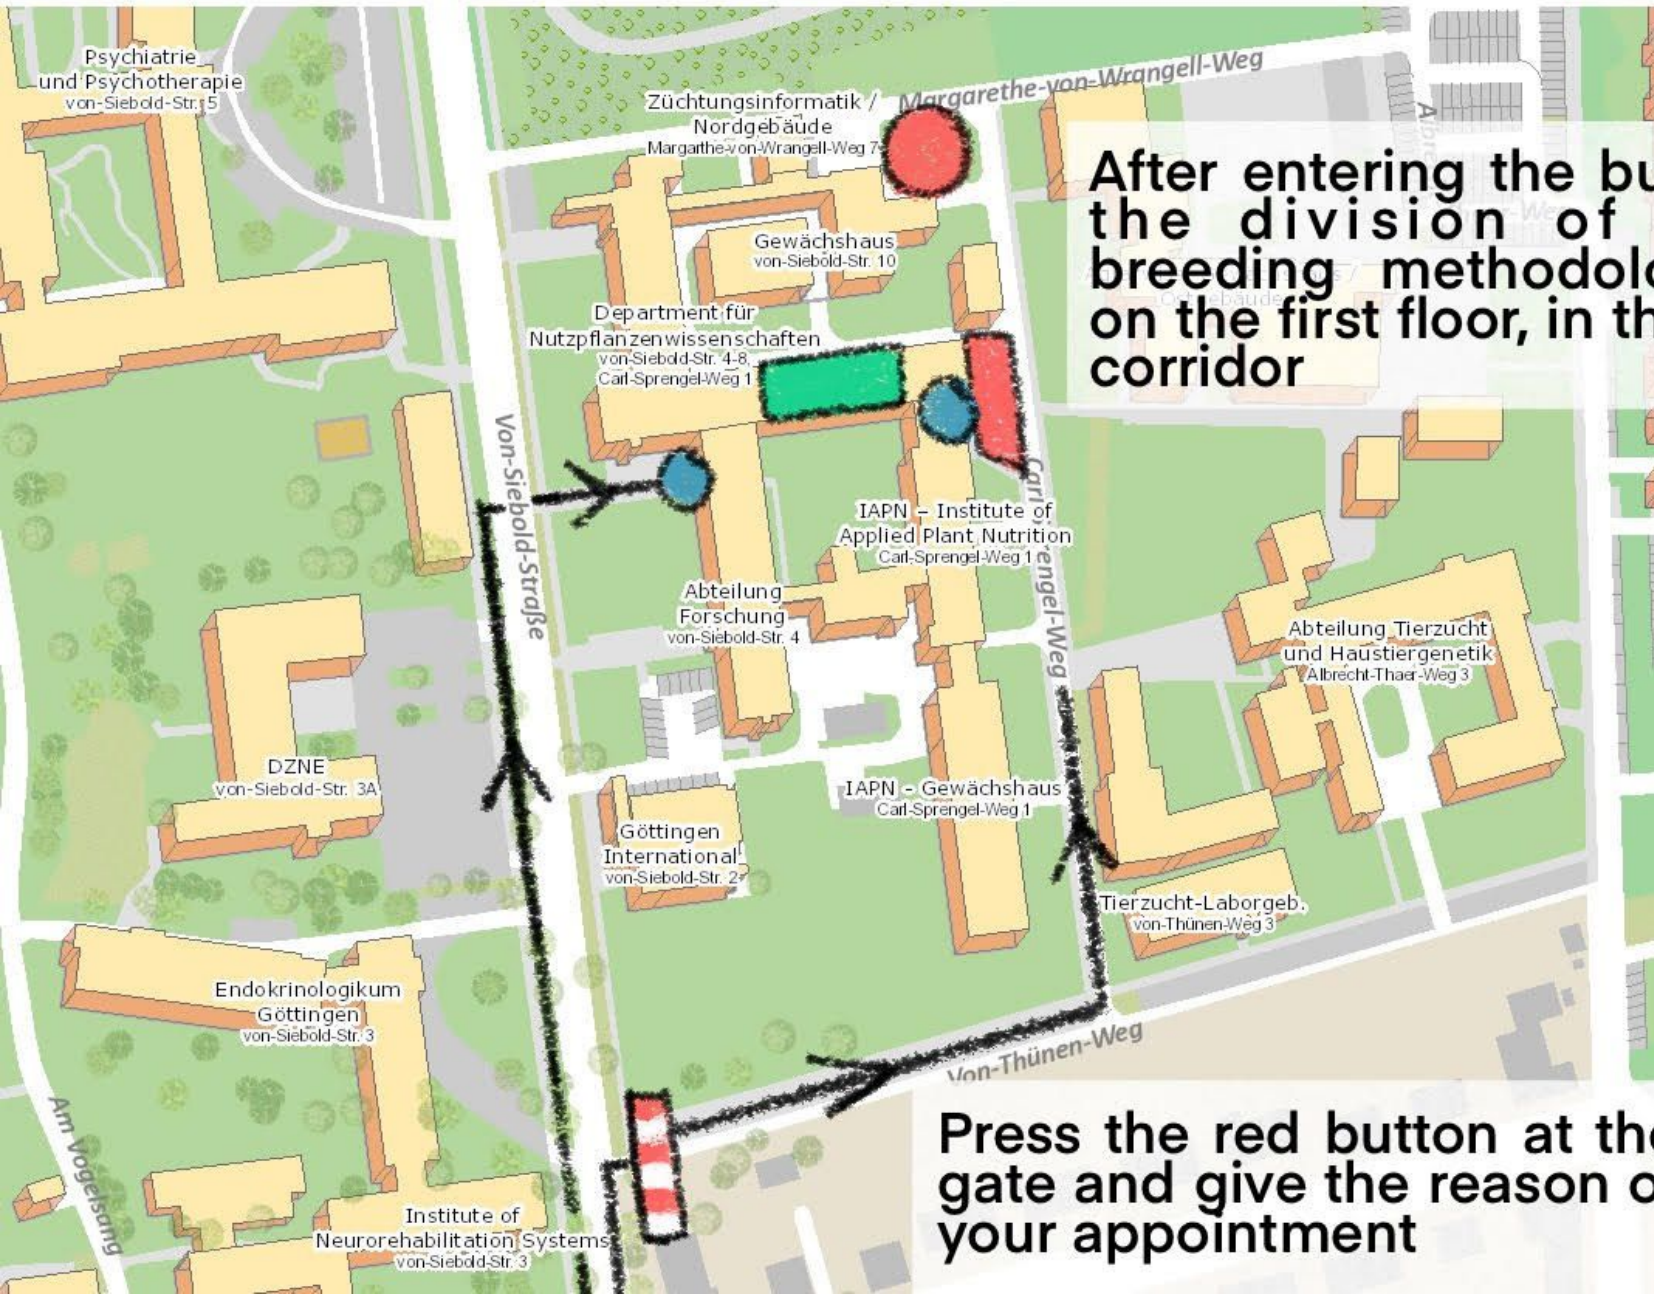 Psychiatrie
und Psychotherapie
von-Siebold-Str. 5
Züchtungsinformatik /
Nordgebäude
Margarthe-von-Wrangell-Weg 7
Margarethe-von-Wrangell-Weg
After entering the bu
the division of
breeding methodolo
on the first floor, in th
corridor
Gewächshaus
von-Siebold-Str. 10
Department für
Nutzpflanzenwissenschaften
von-Siebold-Str. 4-8,
Carl-Sprengel-Weg 1
Von-Siebold-Straße
IAPN – Institute of
Applied Plant Nutrition
Carl-Sprengel-Weg 1
Abteilung
Forschung
von-Siebold-Str. 4
Abteilung Tierzucht
und Haustiergenetik
Albrecht-Thaer-Weg 3
DZNE
von-Siebold-Str. 3A
IAPN - Gewächshaus
Carl-Sprengel-Weg 1
Göttingen
International
von-Siebold-Str. 2
Tierzucht-Laborgeb.
von-Thünen-Weg 3
Endokrinologikum
Göttingen
von-Siebold-Str. 3
Von-Thünen-Weg
Am Vogelsang
Press the red button at the
gate and give the reason o
your appointment
Institute of
Neurorehabilitation Systems
von-Siebold-Str. 3